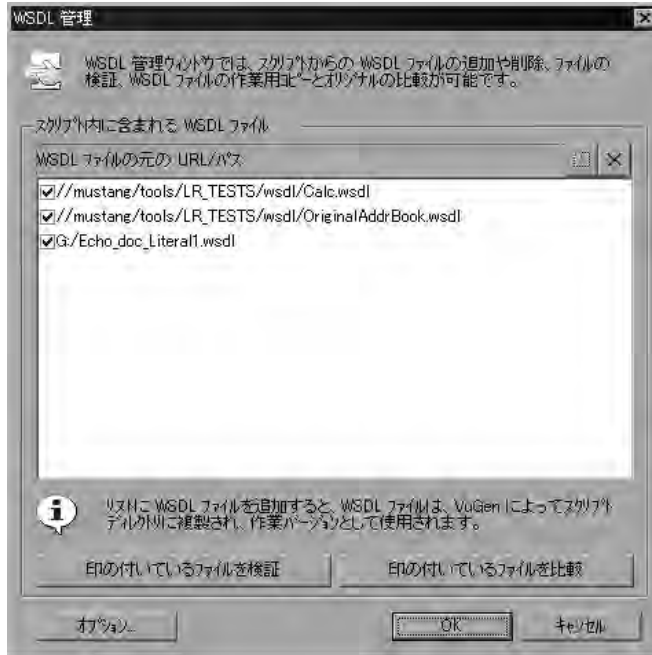 WSDL 管理
WSDL 管理ウィンドウでは、スクリプトからの WSDL ファイルの追加や削除、ファイルの
検証、WSDL ファイルの作業用コピーとオリジナルの比較が可能です。
スクリプト内に含まれる WSDL ファイル
WSDL ファイルの元の URL/パス
//mustang/tools/LR_TESTS/wsdl/Calc.wsdl
//mustang/tools/LR_TESTS/wsdl/OriginalAddrBook.wsdl
G:/Echo_doc_Literal1.wsdl
リストに WSDL ファイルを追加すると、WSDL ファイルは、VuGen によってスクリプト
ディレクトリに複製され、作業バージョンとして使用されます。
印の付いているファイルを検証
印の付いているファイルを比較
オプション...
OK
キャンセル